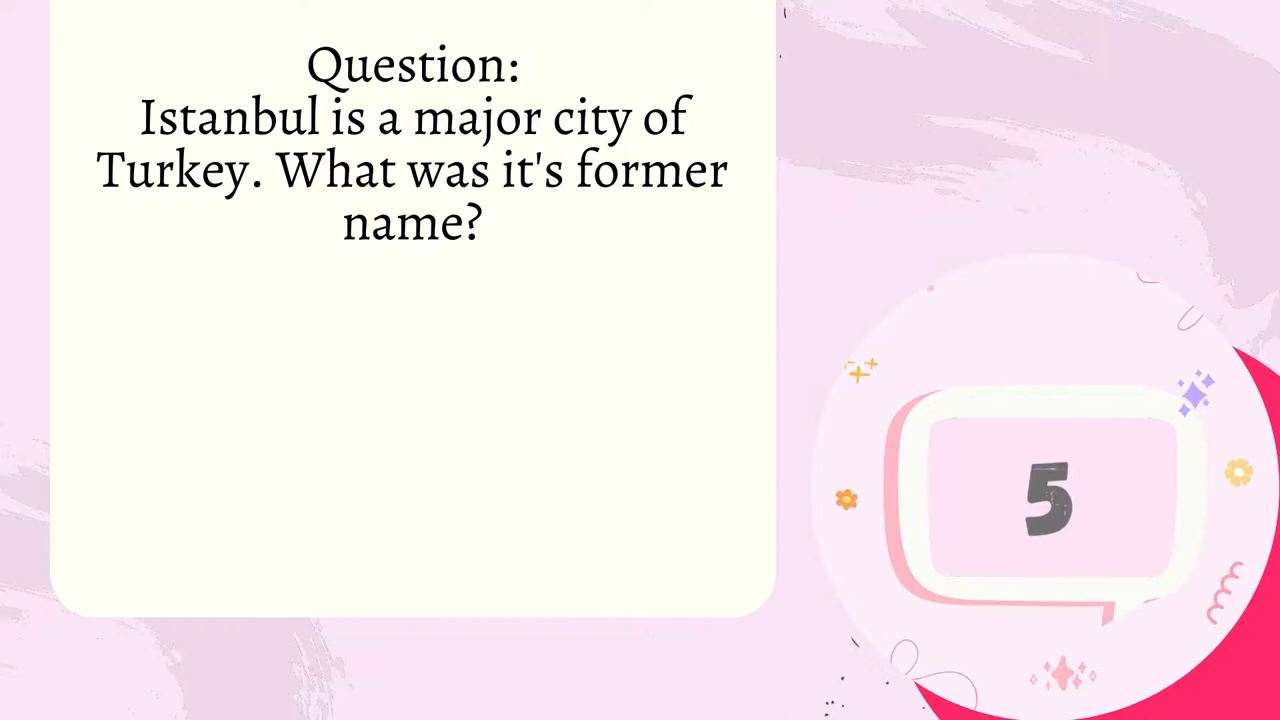 Question:
Istanbul is a major city of
Turkey. What was it's former
name?
5